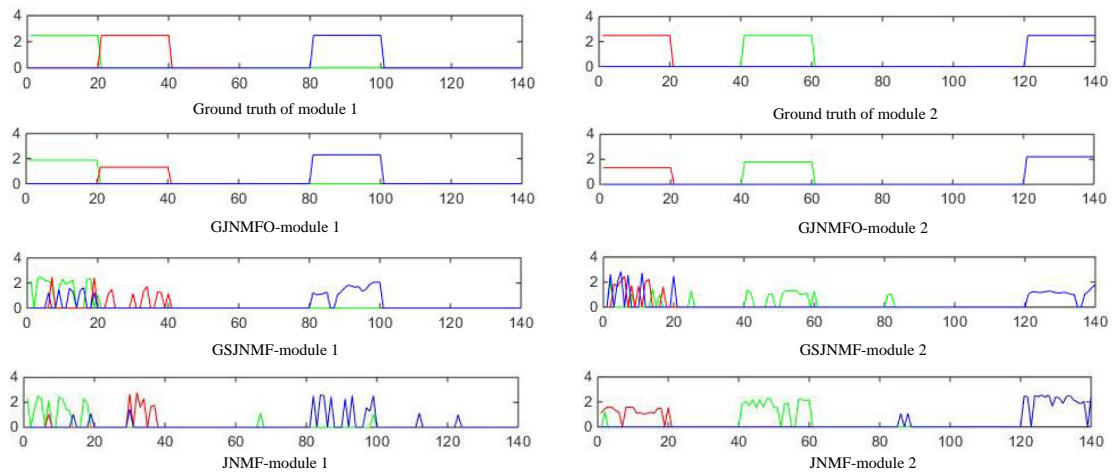 4
2
0
0 20 40 60 80 100 120 140
Ground truth of module 1
4
2
0
0 20 40 60 80 100 120 140
Ground truth of module 2
4
2
0
0 20 40 60 80 100 120 140
GJNMFO-module 1
4
2
0
0 20 40 60 80 100 120 140
GJNMFO-module 2
4
2
0
0 20 40 60 80 100 120 140
GSJNMF-module 1
4
2
0
0 20 40 60 80 100 120 140
GSJNMF-module 2
4
2
0
0 20 40 60 80 100 120 140
JNMF-module 1
4
2
0
0 20 40 60 80 100 120 140
JNMF-module 2